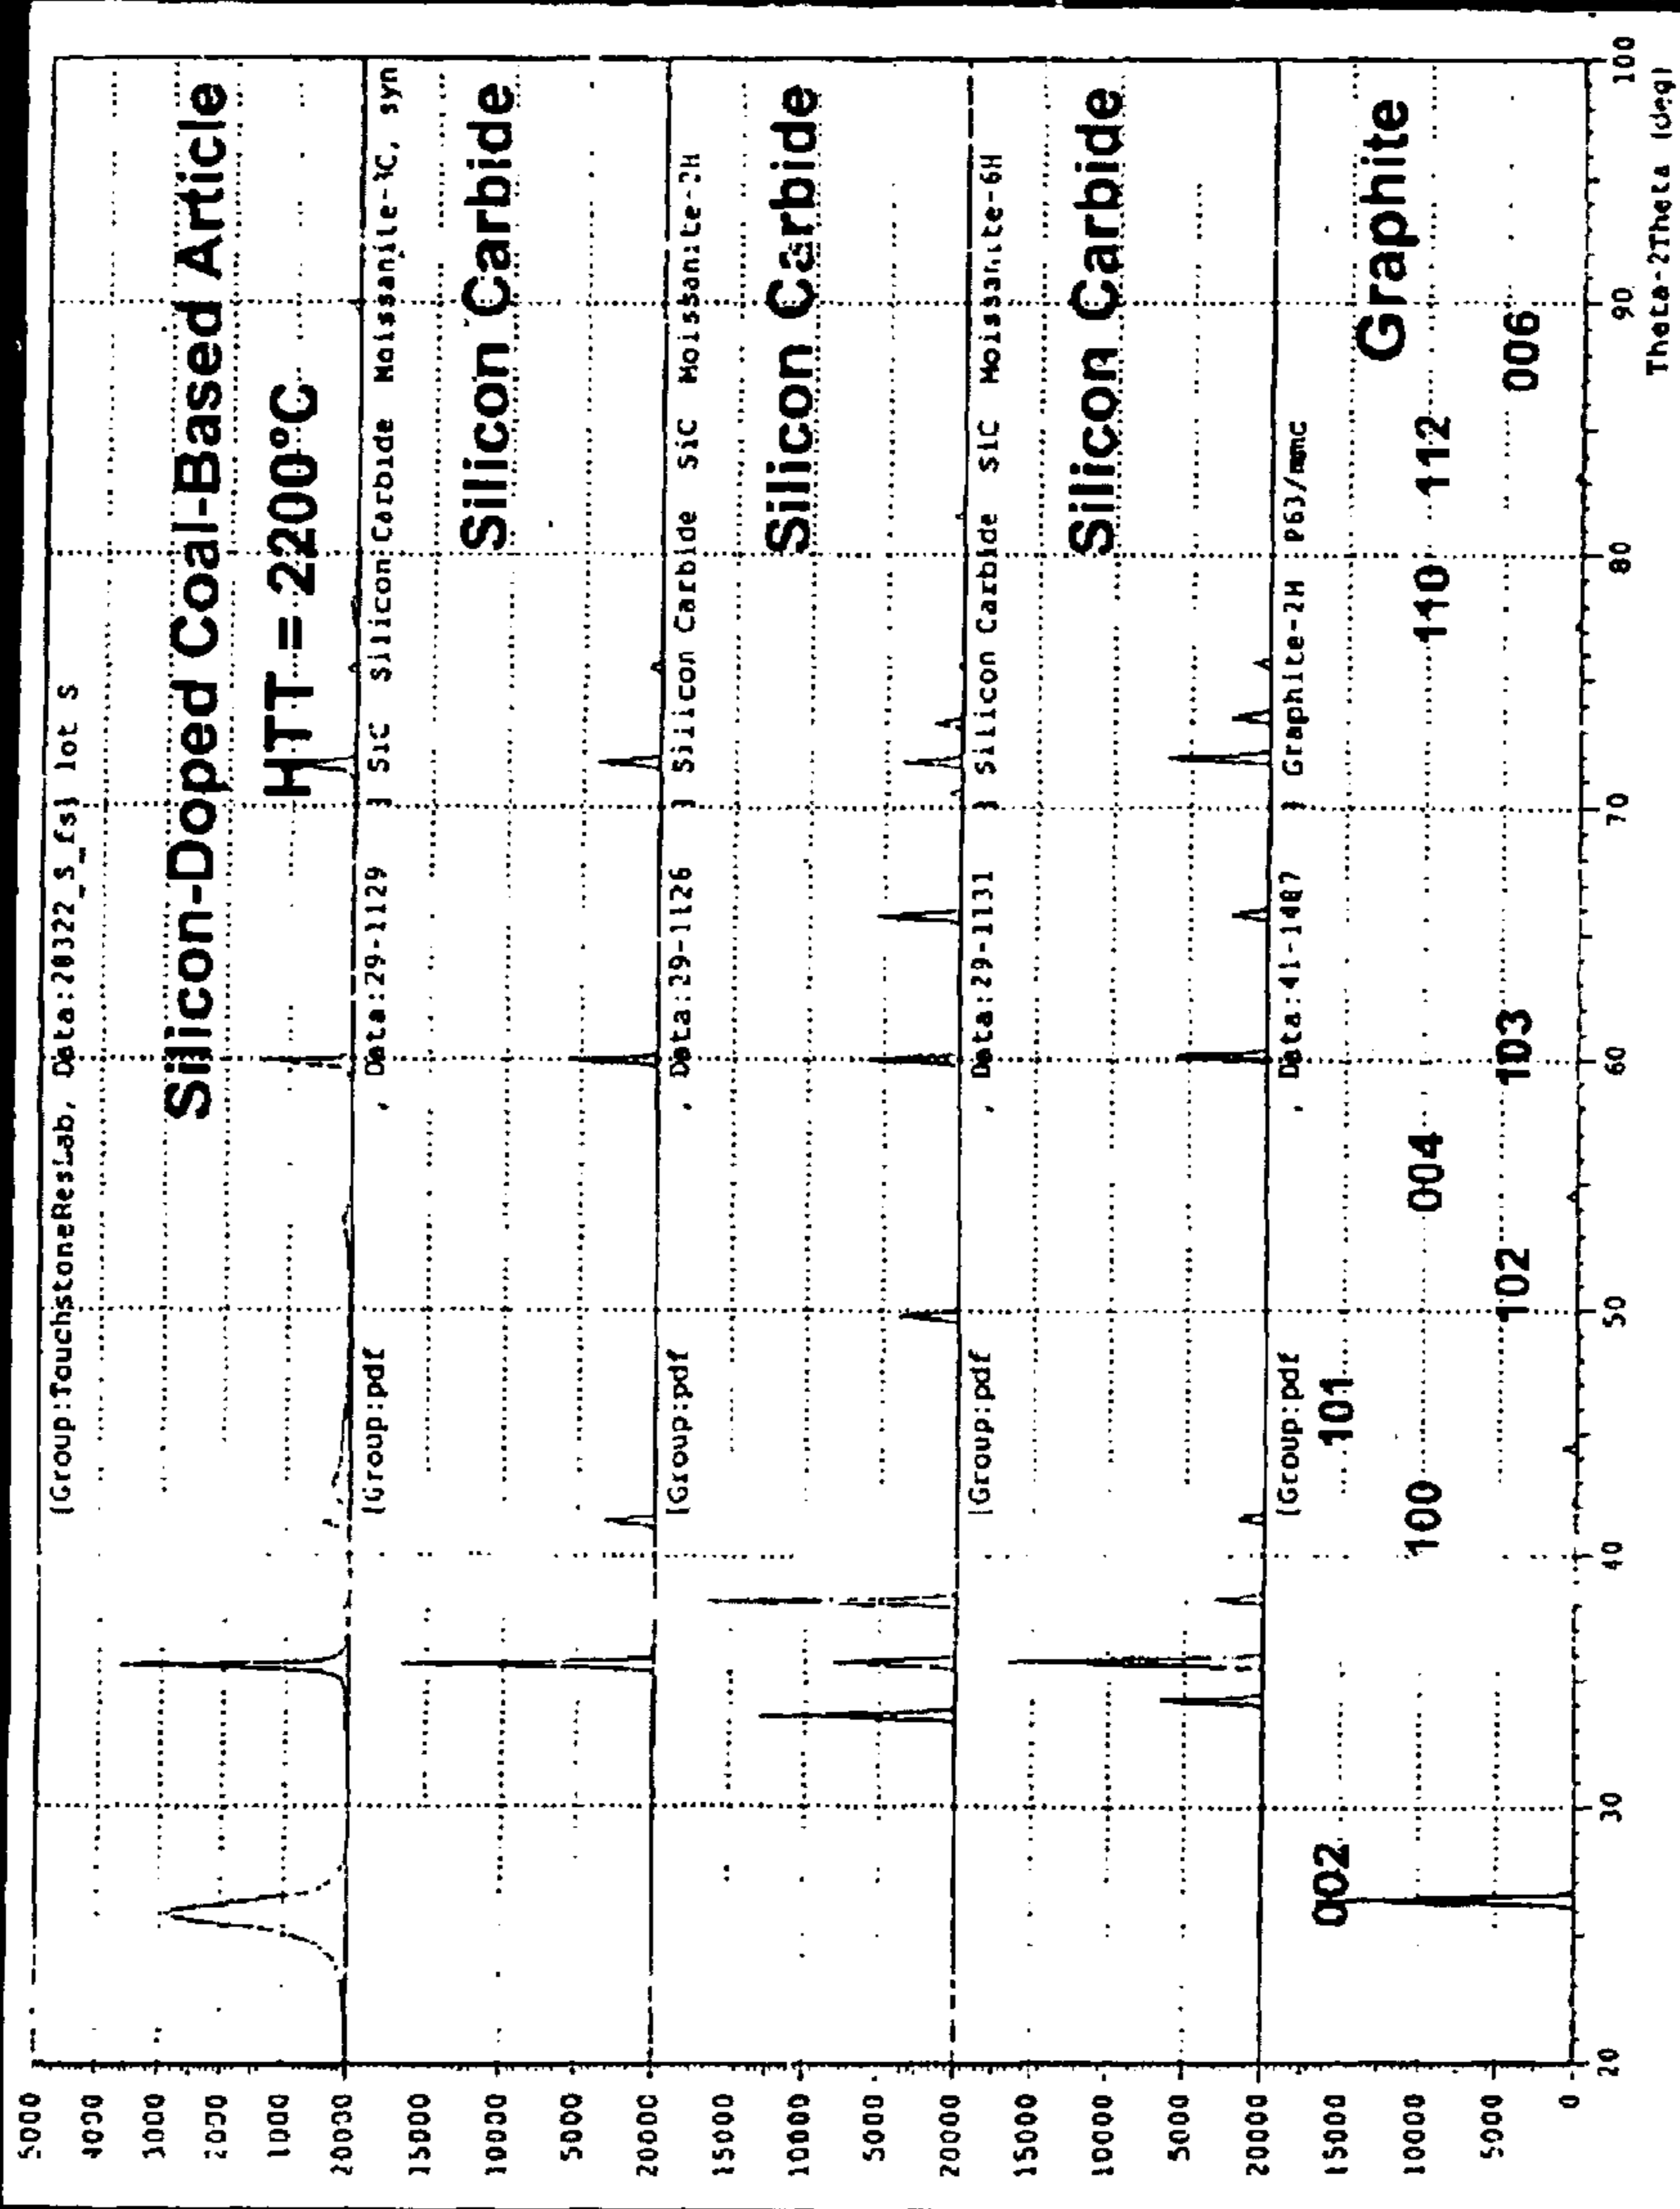 Silicon-Doped Coal-Based Article
HTT = 2200°C
5000
4000
3000
2000
1000
20000
SiC Silicon Carbide Moissanite-3C, syn
, Data:29-1129 ]
[Group:pdf
Silicon Carbide
15000
10000
5000
20000
Silicon Carbide SiC Moissanite-2H
, Data:29-1126 ]
[Group:pdf
Silicon Carbide
15000
10000
5000
20000
Silicon Carbide SiC Moissanite-6H
, Data:29-1131 ]
[Group:pdf
Silicon Carbide
15000
10000
5000
20000
Graphite-2H P63/mmc
, Data:41-1487 ]
[Group:pdf
Graphite
002
101
100
004
110
112
102
103
006
15000
10000
5000
0
20
30
40
50
60
70
80
90
100
Theta-2Theta (deg)